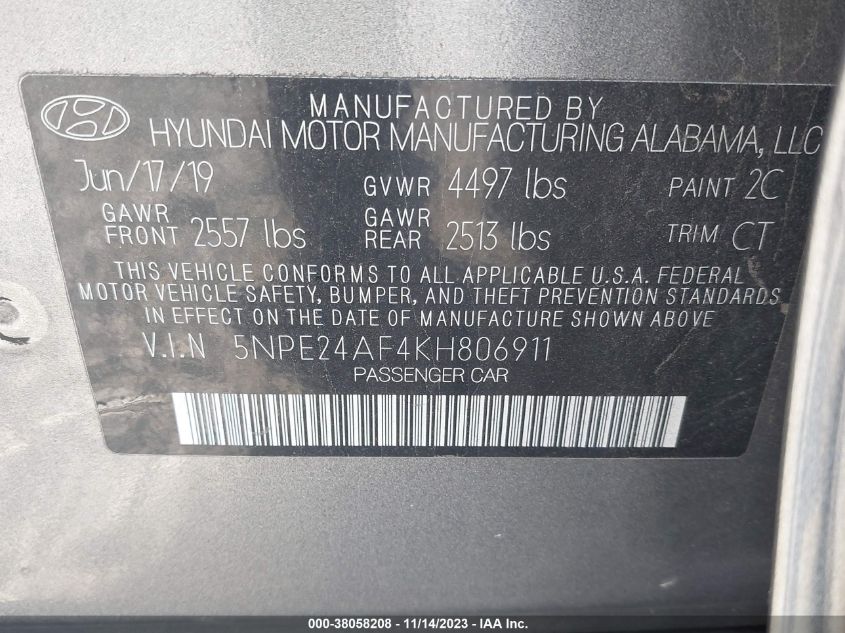 MANUFACTURED BY
HYUNDAI MOTOR MANUFACTURING ALABAMA, LLC
Jun/17/19 GVWR 4497 lbs PAINT 2C
GAWR FRONT 2557 lbs GAWR REAR 2513 lbs TRIM CT
THIS VEHICLE CONFORMS TO ALL APPLICABLE U.S.A. FEDERAL
MOTOR VEHICLE SAFETY, BUMPER, AND THEFT PREVENTION STANDARDS
IN EFFECT ON THE DATE OF MANUFACTURE SHOWN ABOVE.
V.I.N 5NPE24AF4KH806911
PASSENGER CAR
000-38058208 - 11/14/2023 - IAA Inc.